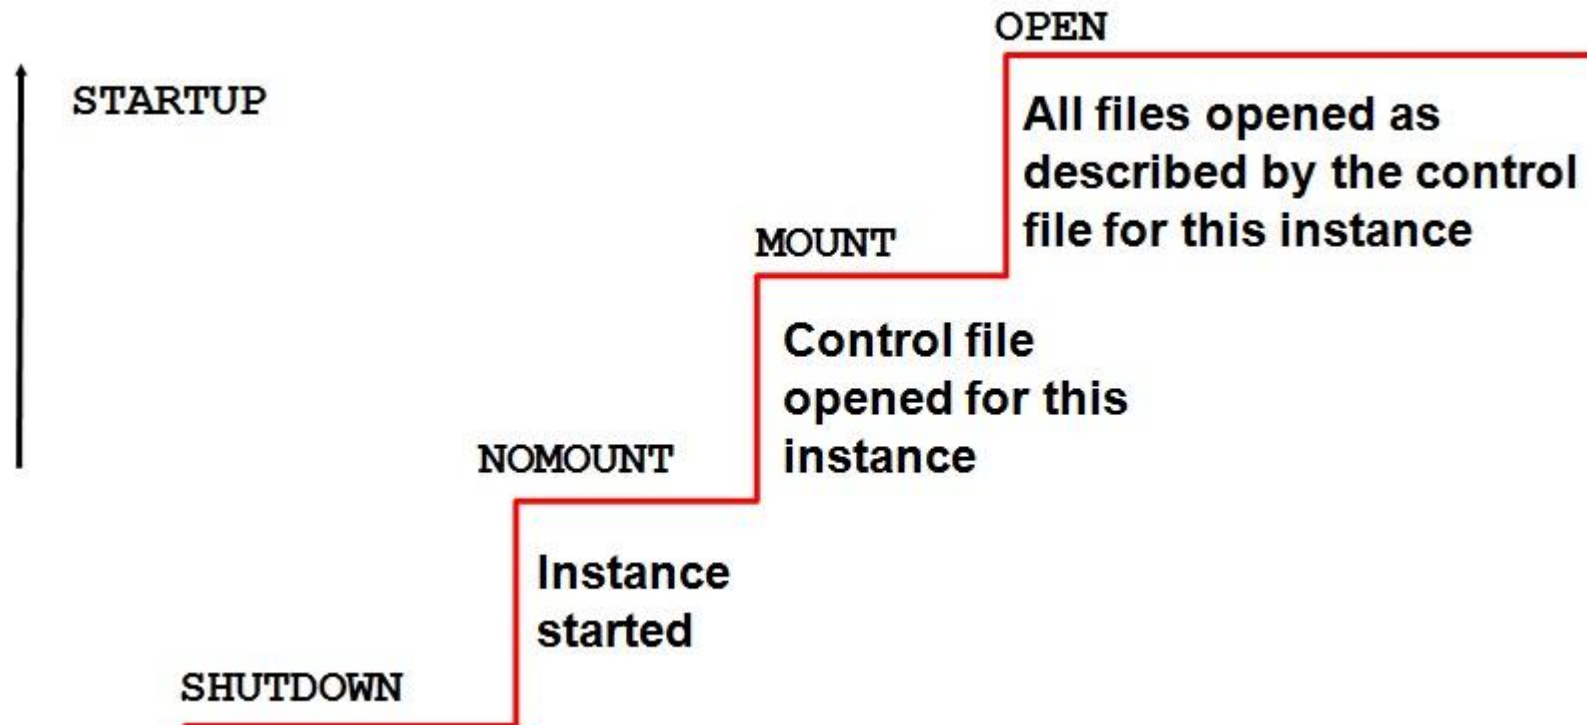 OPEN
STARTUP
All files opened as
described by the control
file for this instance
MOUNT
Control file
opened for this
instance
NOMOUNT
Instance
started
SHUTDOWN